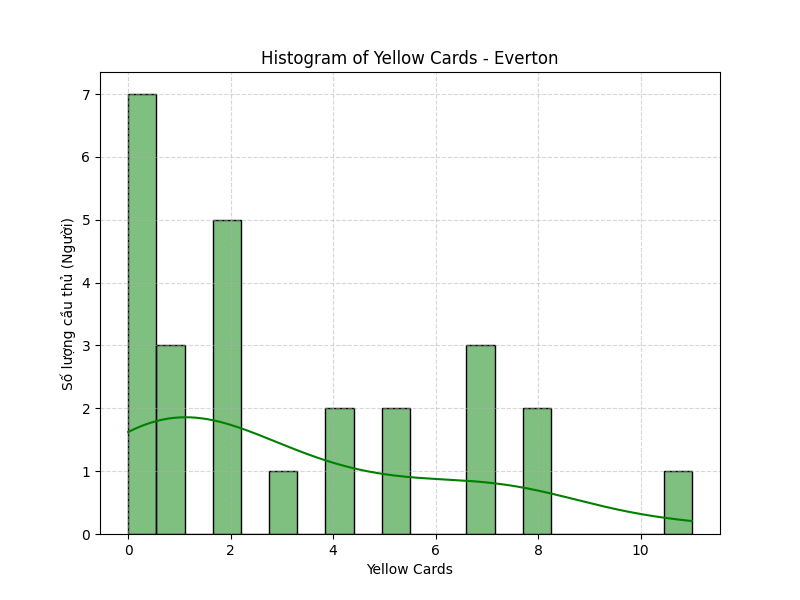 Histogram of Yellow Cards - Everton
Số lượng cầu thủ (Người)
7
6
5
4
3
2
1
0
0 2 4 6 8 10
Yellow Cards